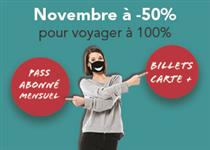 Novembre à -50%
pour voyager à 100%
PASS
ABONNÉ
MENSUEL
BILLETS
CARTE +